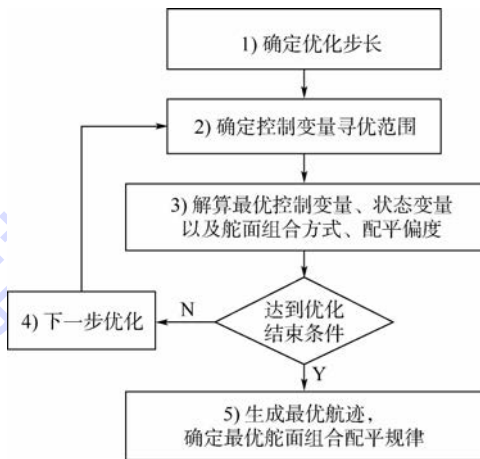 1) 确定优化步长
2) 确定控制变量寻优范围
3) 解算最优控制变量、状态变量
以及舵面组合方式、配平偏度
达到优化
结束条件
N
4) 下一步优化
Y
5) 生成最优航迹，
确定最优舵面组合配平规律